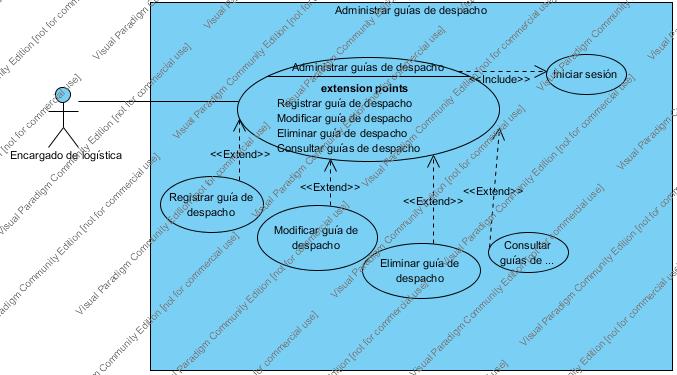 Administrar guías de despacho
Administrar guías de despacho
<<Include>>
Iniciar sesión
extension points
Registrar guía de despacho
Modificar guía de despacho
Eliminar guía de despacho
Consultar guías de despacho
Encargado de logística
<<Extend>>
<<Extend>>
<<Extend>>
<<Extend>>
Registrar guía de
despacho
Modificar guía de
despacho
Eliminar guía de
despacho
Consultar
guías de ...
Visual Paradigm Community Edition [not for commercial use]